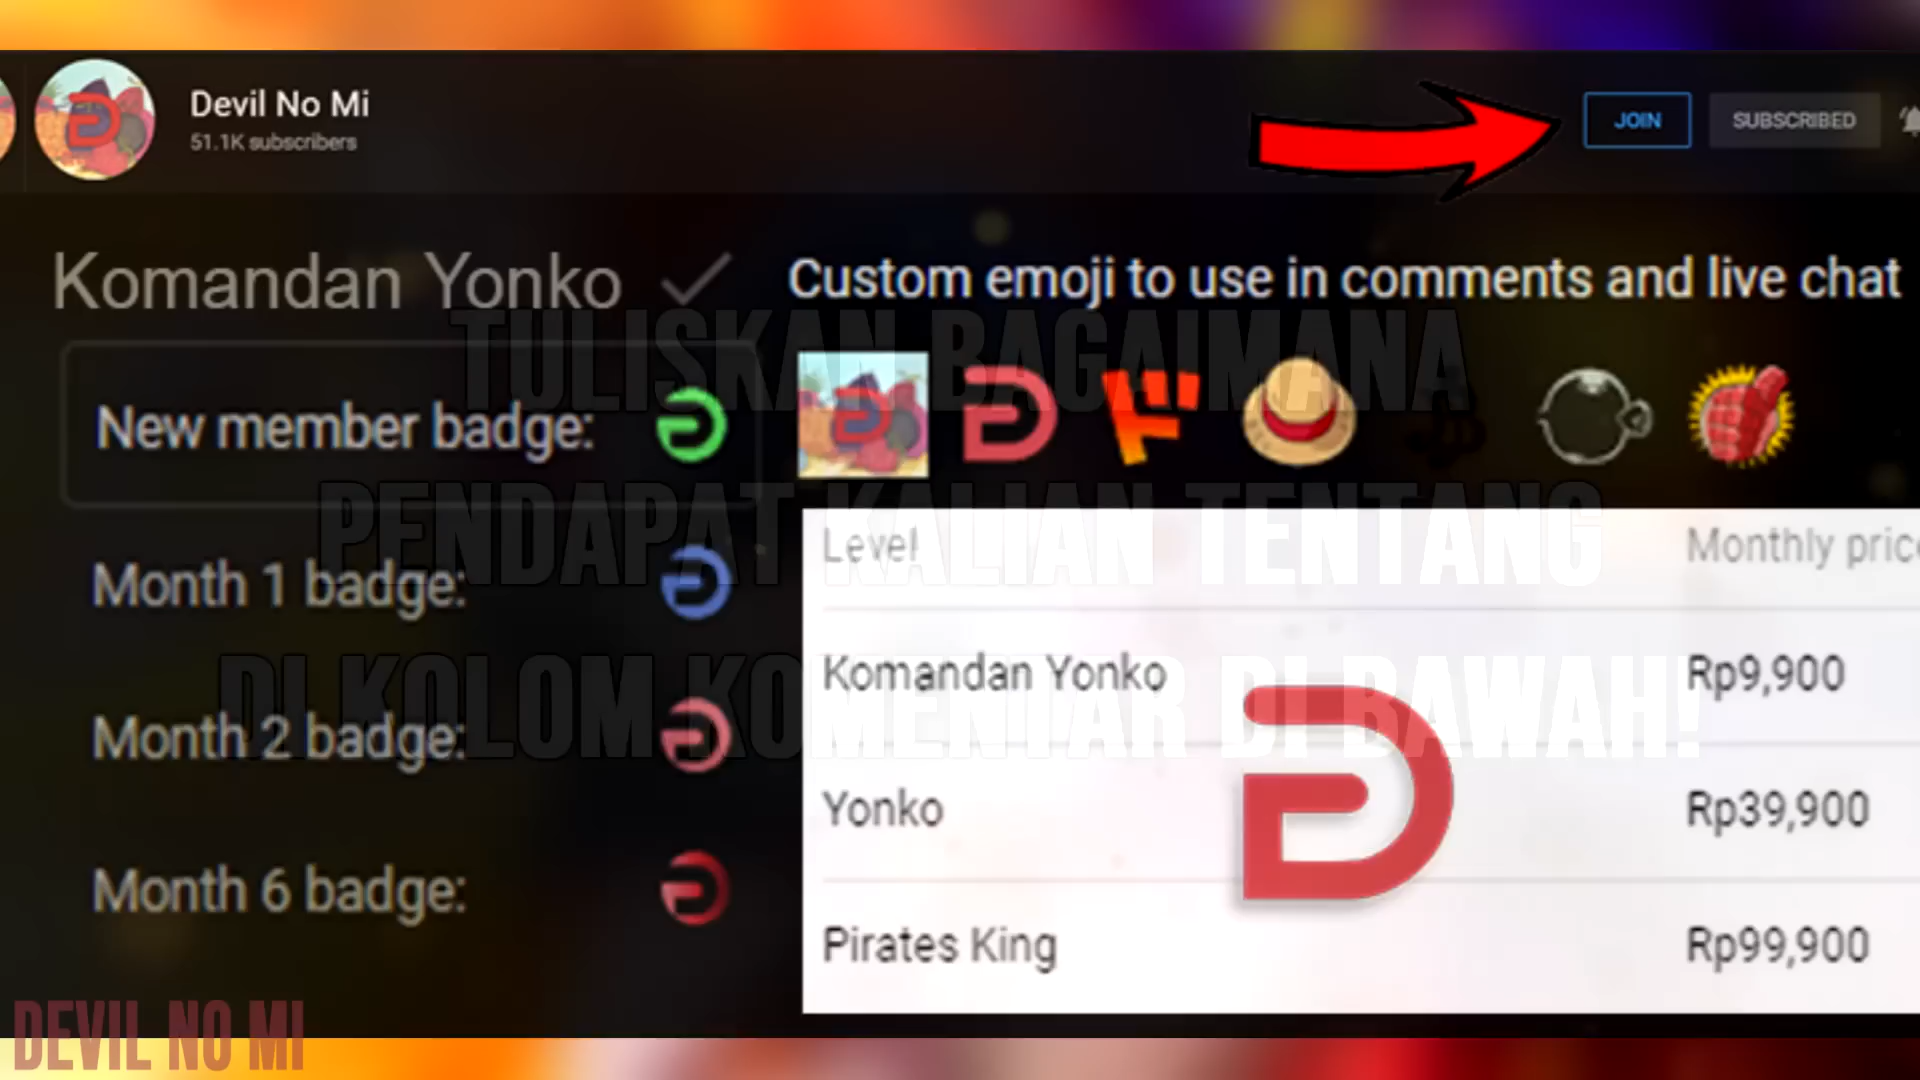 Devil No Mi
51.1K subscribers
JOIN
SUBSCRIBED
Komandan Yonko
Custom emoji to use in comments and live chat
TULISKAN BAGAIMANA
New member badge:
PENDAPAT KALIAN TENTANG
Level
Monthly price
Month 1 badge:
DI KOLOM KOMENTAR DI BAWAH!
Komandan Yonko
Rp9,900
Month 2 badge:
Yonko
Rp39,900
Month 6 badge:
Pirates King
Rp99,900
DEVIL NO MI